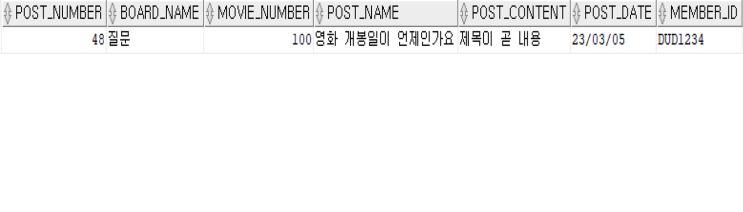 POST_NUMBER BOARD_NAME MOVIE_NUMBER POST_NAME POST_CONTENT POST_DATE MEMBER_ID
48 질문 100 영화 개봉일이 언제인가요 제목이 곧 내용 23/03/05 DUD1234